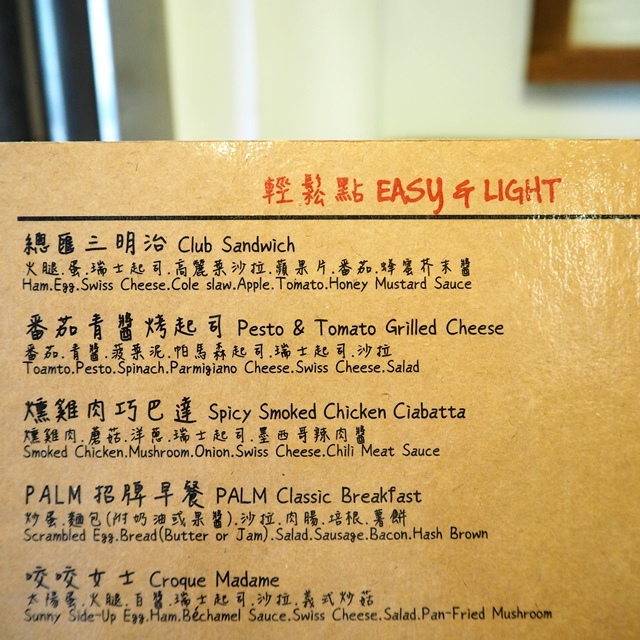 輕鬆點 EASY & LIGHT
總匯三明治 Club Sandwich
火腿.蛋.瑞士起司.高麗菜沙拉.蘋果片.番茄.蜂蜜芥末醬
Ham.Egg.Swiss Cheese.Cole slaw.Apple.Tomato.Honey Mustard Sauce
番茄青醬烤起司 Pesto & Tomato Grilled Cheese
番茄.青醬.菠菜泥.帕馬森起司.瑞士起司.沙拉
Toamto.Pesto.Spinach.Parmigiano Cheese.Swiss Cheese.Salad
燻雞肉巧巴達 Spicy Smoked Chicken Ciabatta
燻雞肉.蘑菇.洋蔥.瑞士起司.墨西哥辣肉醬
Smoked Chicken.Mushroom.Onion.Swiss Cheese.Chili Meat Sauce
PALM 招牌早餐 PALM Classic Breakfast
炒蛋.麵包(附奶油或果醬).沙拉.肉腸.培根.薯餅
Scrambled Egg.Bread(Butter or Jam).Salad.Sausage.Bacon.Hash Brown
咬咬女士 Croque Madame
太陽蛋.火腿.白醬.瑞士起司.沙拉.義式炒菇
Sunny Side-Up Egg.Ham.Béchamel Sauce.Swiss Cheese.Salad.Pan-Fried Mushroom